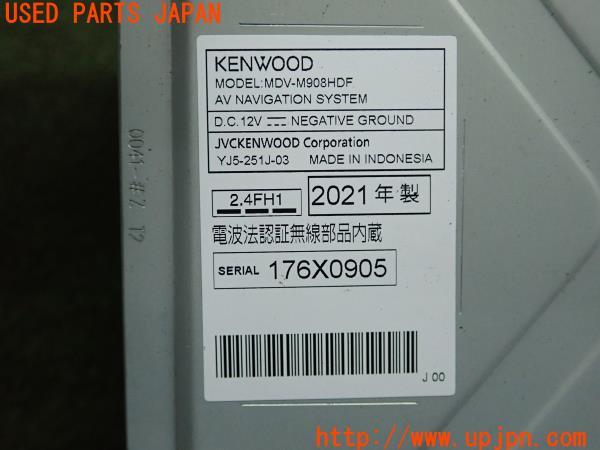 USED PARTS JAPAN
KENWOOD
MODEL:MDV-M908HDF
AV NAVIGATION SYSTEM
D.C.12V NEGATIVE GROUND
JVCKENWOOD Corporation
YJ5-251J-03 MADE IN INDONESIA
2.4FH1 2021年製
電波法認証無線部品内蔵
SERIAL 176X0905
J 00
http://www.upjpn.com